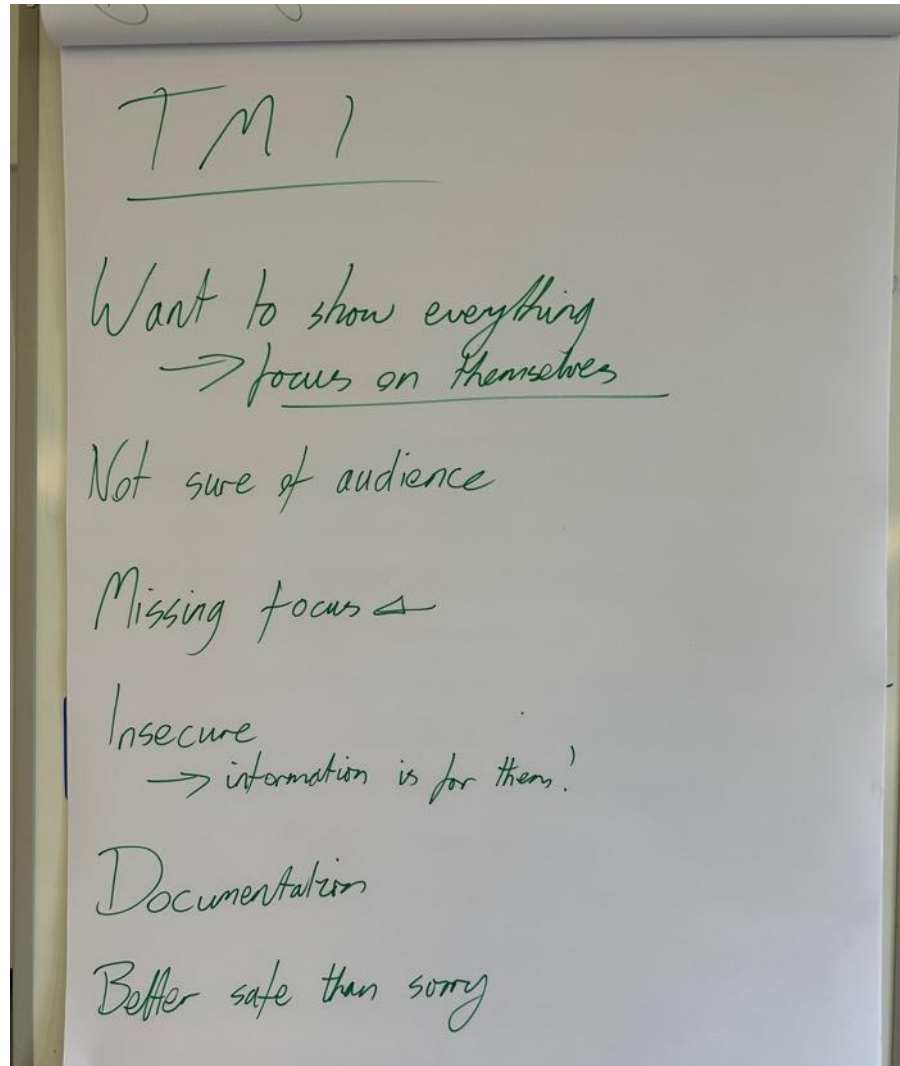 TMI
Want to show everything
→ focus on themselves
Not sure of audience
Missing focus
Insecure
→ information is for them!
Documentation
Better safe than sorry